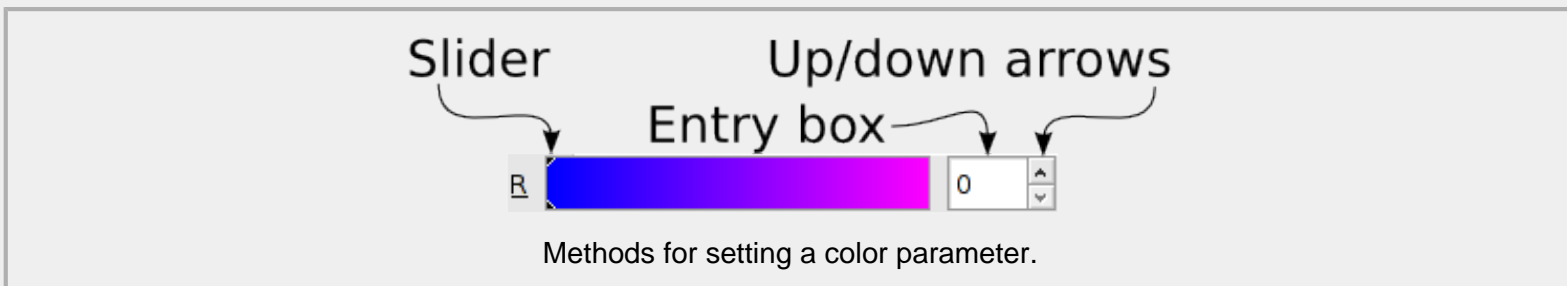 Slider
Up/down arrows
Entry box
R
0
Methods for setting a color parameter.